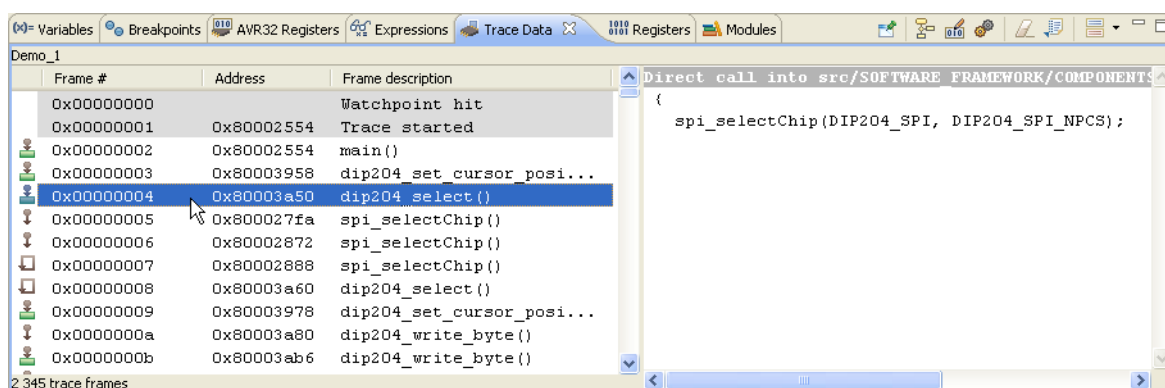 (x)= Variables Breakpoints AVR32 Registers Expressions Trace Data Registers Modules
Demo_1
Frame # Address Frame description
0x00000000 Watchpoint hit
0x00000001 0x80002554 Trace started
0x00000002 0x80002554 main()
0x00000003 0x80003958 dip204_set_cursor_posi...
0x00000004 0x80003a50 dip204_select()
0x00000005 0x800027fa spi_selectChip()
0x00000006 0x80002872 spi_selectChip()
0x00000007 0x80002888 spi_selectChip()
0x00000008 0x80003a60 dip204_select()
0x00000009 0x80003978 dip204_set_cursor_posi...
0x0000000a 0x80003a80 dip204_write_byte()
0x0000000b 0x80003ab6 dip204_write_byte()
2 345 trace frames
Direct call into src/SOFTWARE_FRAMEWORK/COMPONENTS
{
spi_selectChip(DIP204_SPI, DIP204_SPI_NPCS);